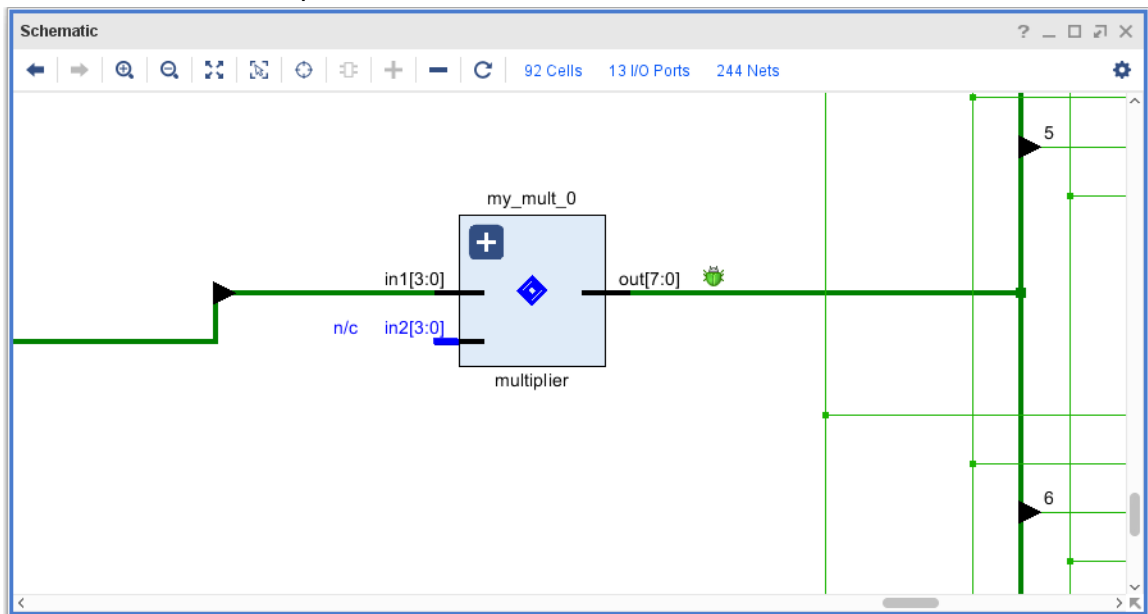 Schematic
92 Cells 13 I/O Ports 244 Nets
5
my_mult_0
in1[3:0] out[7:0]
n/c in2[3:0]
multiplier
6